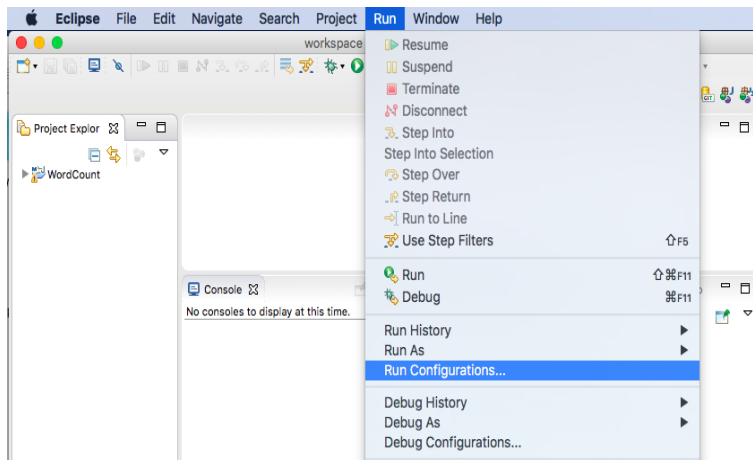 Eclipse File Edit Navigate Search Project Run Window Help
workspace
Resume
Suspend
Terminate
Disconnect
Step Into
Step Into Selection
Step Over
Step Return
Run to Line
Use Step Filters ⇧F5
Run ⇧⌘F11
Debug ⌘F11
Run History
Run As
Run Configurations...
Debug History
Debug As
Debug Configurations...
GIT
Project Explor
WordCount
Console
No consoles to display at this time.